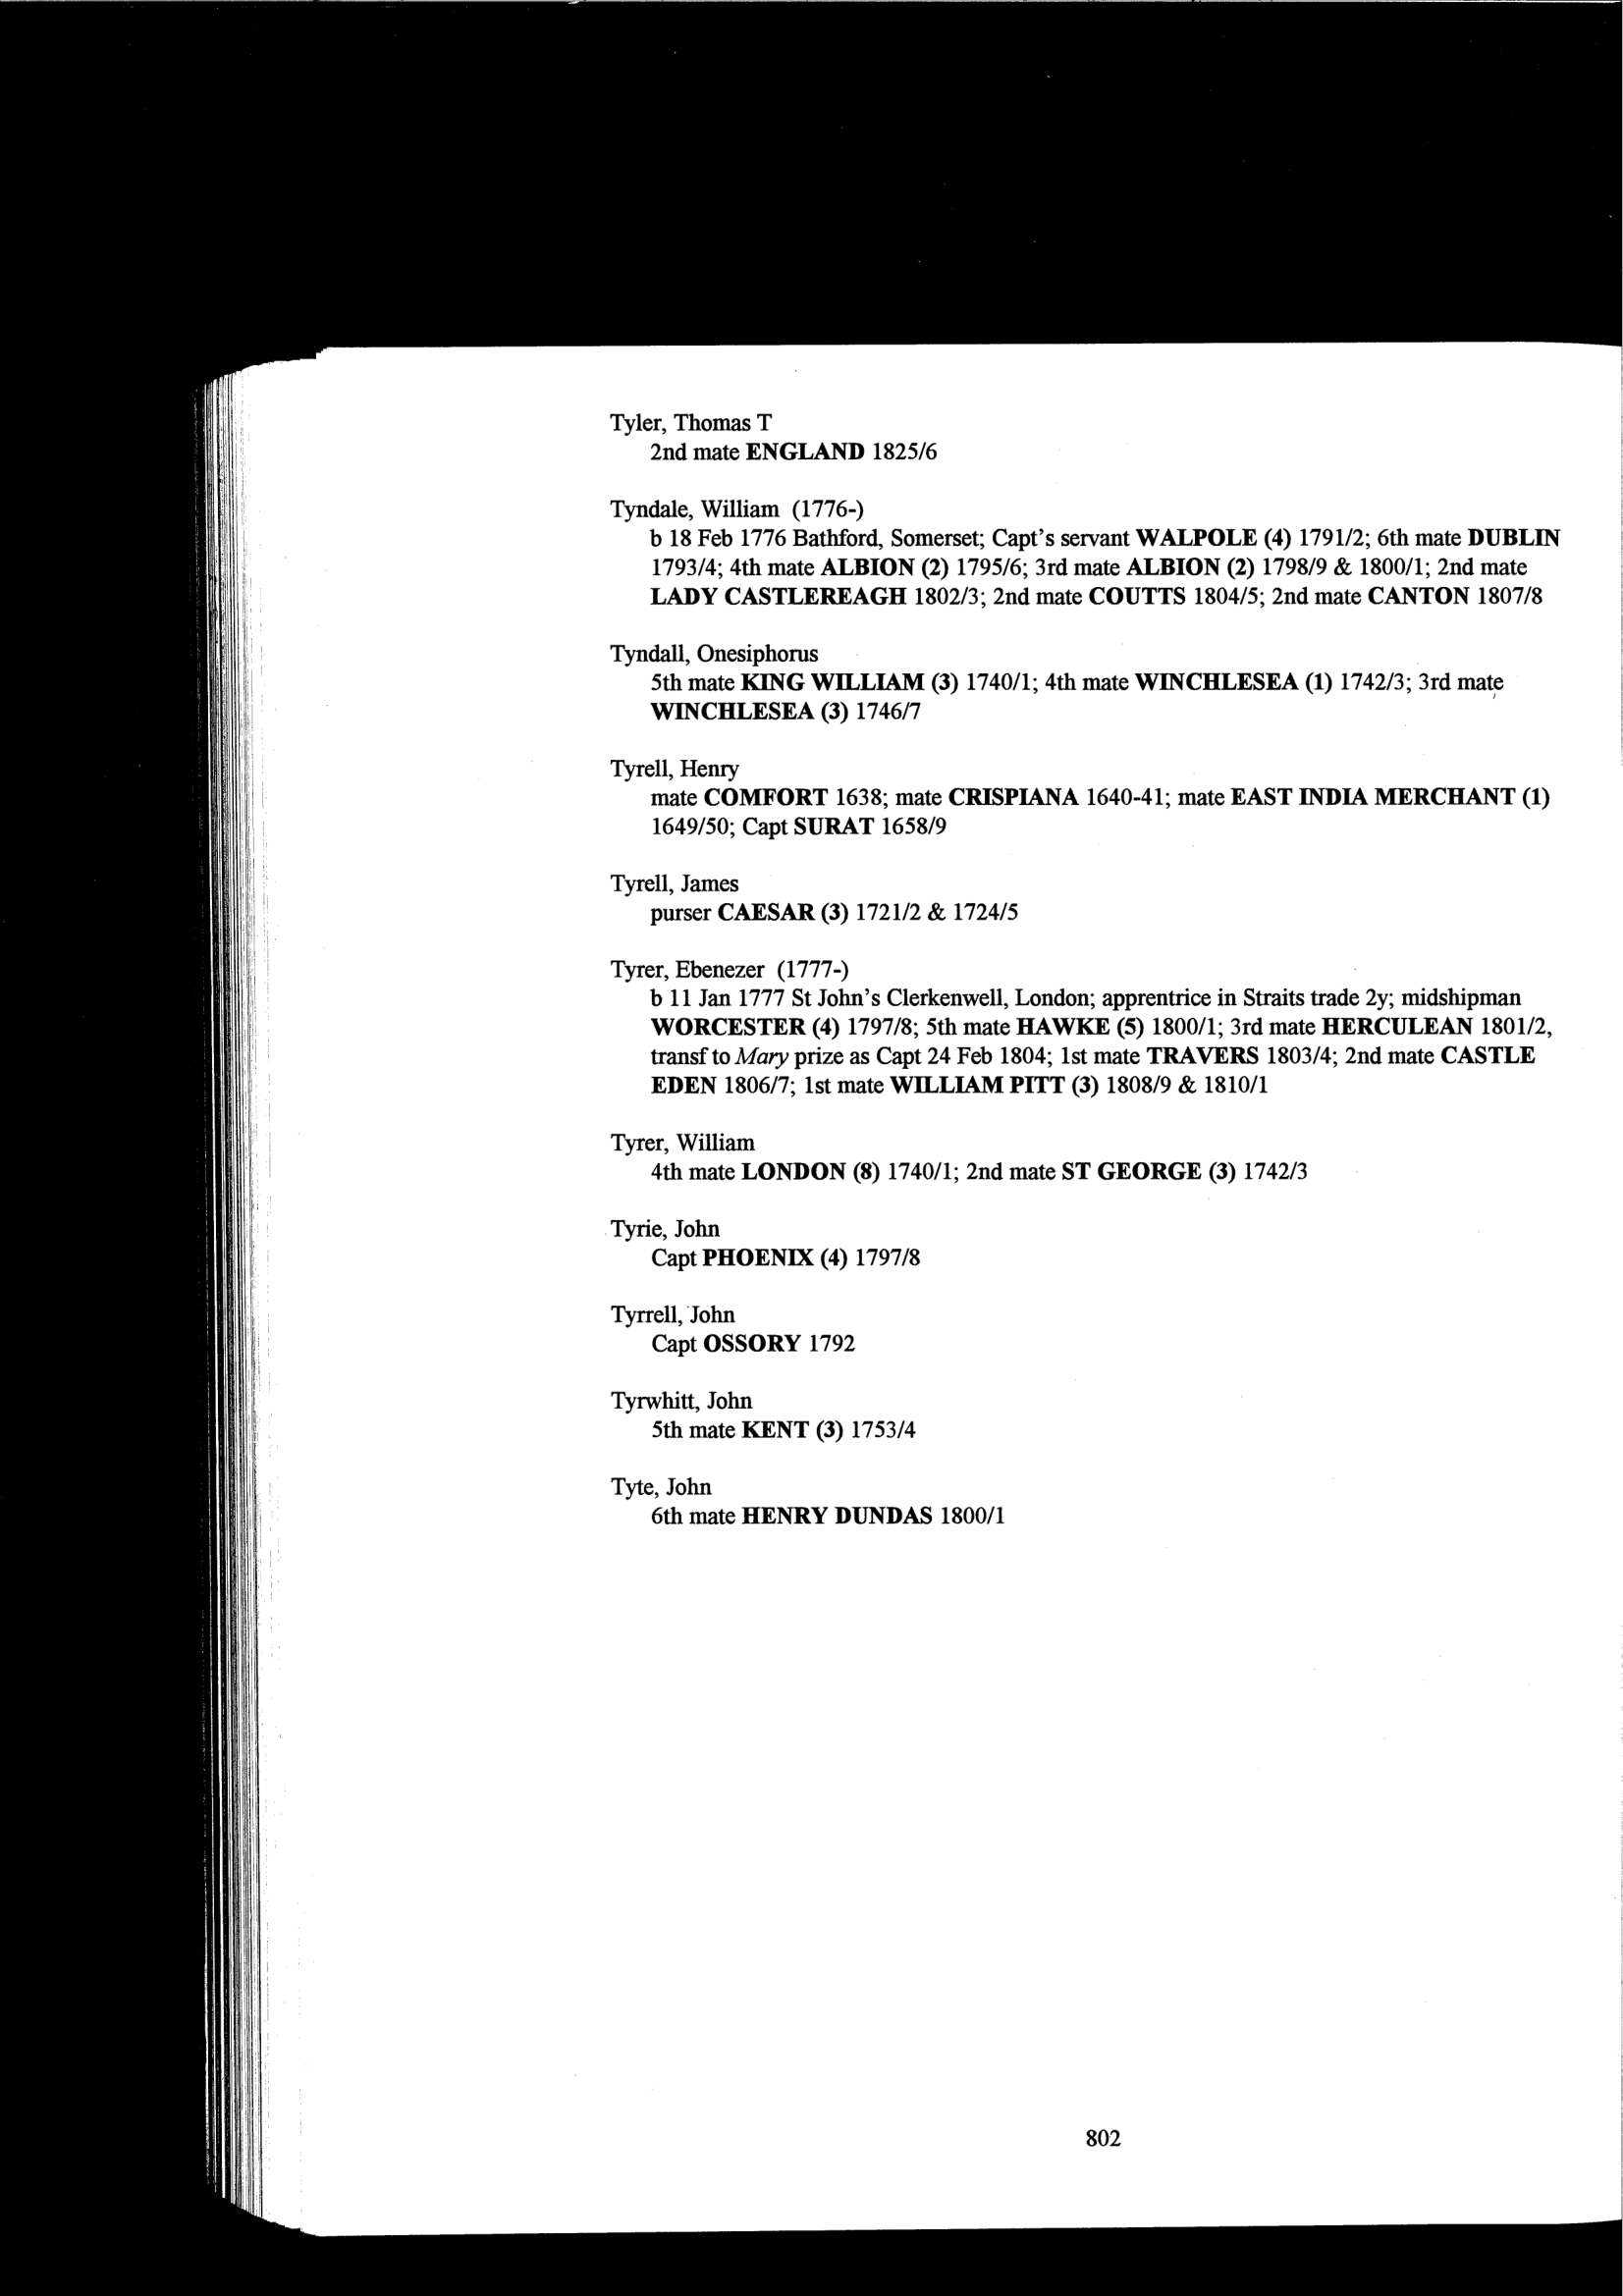 Tyler, Thomas T
2nd mate ENGLAND 1825/6
Tyndale, William (1776-)
b 18 Feb 1776 Bathford, Somerset; Capt's servant WALPOLE (4) 1791/2; 6th mate DUBLIN
1793/4; 4th mate ALBION (2) 1795/6; 3rd mate ALBION (2) 1798/9 & 1800/1; 2nd mate
LADY CASTLEREAGH 1802/3; 2nd mate COUTTS 1804/5; 2nd mate CANTON 1807/8
Tyndall, Onesiphorus
5th mate KING WILLIAM (3) 1740/1; 4th mate WINCHLESEA (1) 1742/3; 3rd mate
WINCHLESEA (3) 1746/7
Tyrell, Henry
mate COMFORT 1638; mate CRISPIANA 1640-41; mate EAST INDIA MERCHANT (1)
1649/50; Capt SURAT 1658/9
Tyrell, James
purser CAESAR (3) 1721/2 & 1724/5
Tyrer, Ebenezer (1777-)
b 11 Jan 1777 St John's Clerkenwell, London; apprentrice in Straits trade 2y; midshipman
WORCESTER (4) 1797/8; 5th mate HAWKE (5) 1800/1; 3rd mate HERCULEAN 1801/2,
transf to Mary prize as Capt 24 Feb 1804; 1st mate TRAVERS 1803/4; 2nd mate CASTLE
EDEN 1806/7; 1st mate WILLIAM PITT (3) 1808/9 & 1810/1
Tyrer, William
4th mate LONDON (8) 1740/1; 2nd mate ST GEORGE (3) 1742/3
Tyrie, John
Capt PHOENIX (4) 1797/8
Tyrrell, John
Capt OSSORY 1792
Tyrwhitt, John
5th mate KENT (3) 1753/4
Tyte, John
6th mate HENRY DUNDAS 1800/1
802